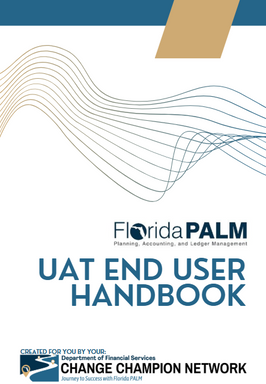 Florida PALM
Planning, Accounting, and Ledger Management
UAT END USER
HANDBOOK
CREATED FOR YOU BY YOUR:
Department of Financial Services
CHANGE CHAMPION NETWORK
Journey to Success with Florida PALM